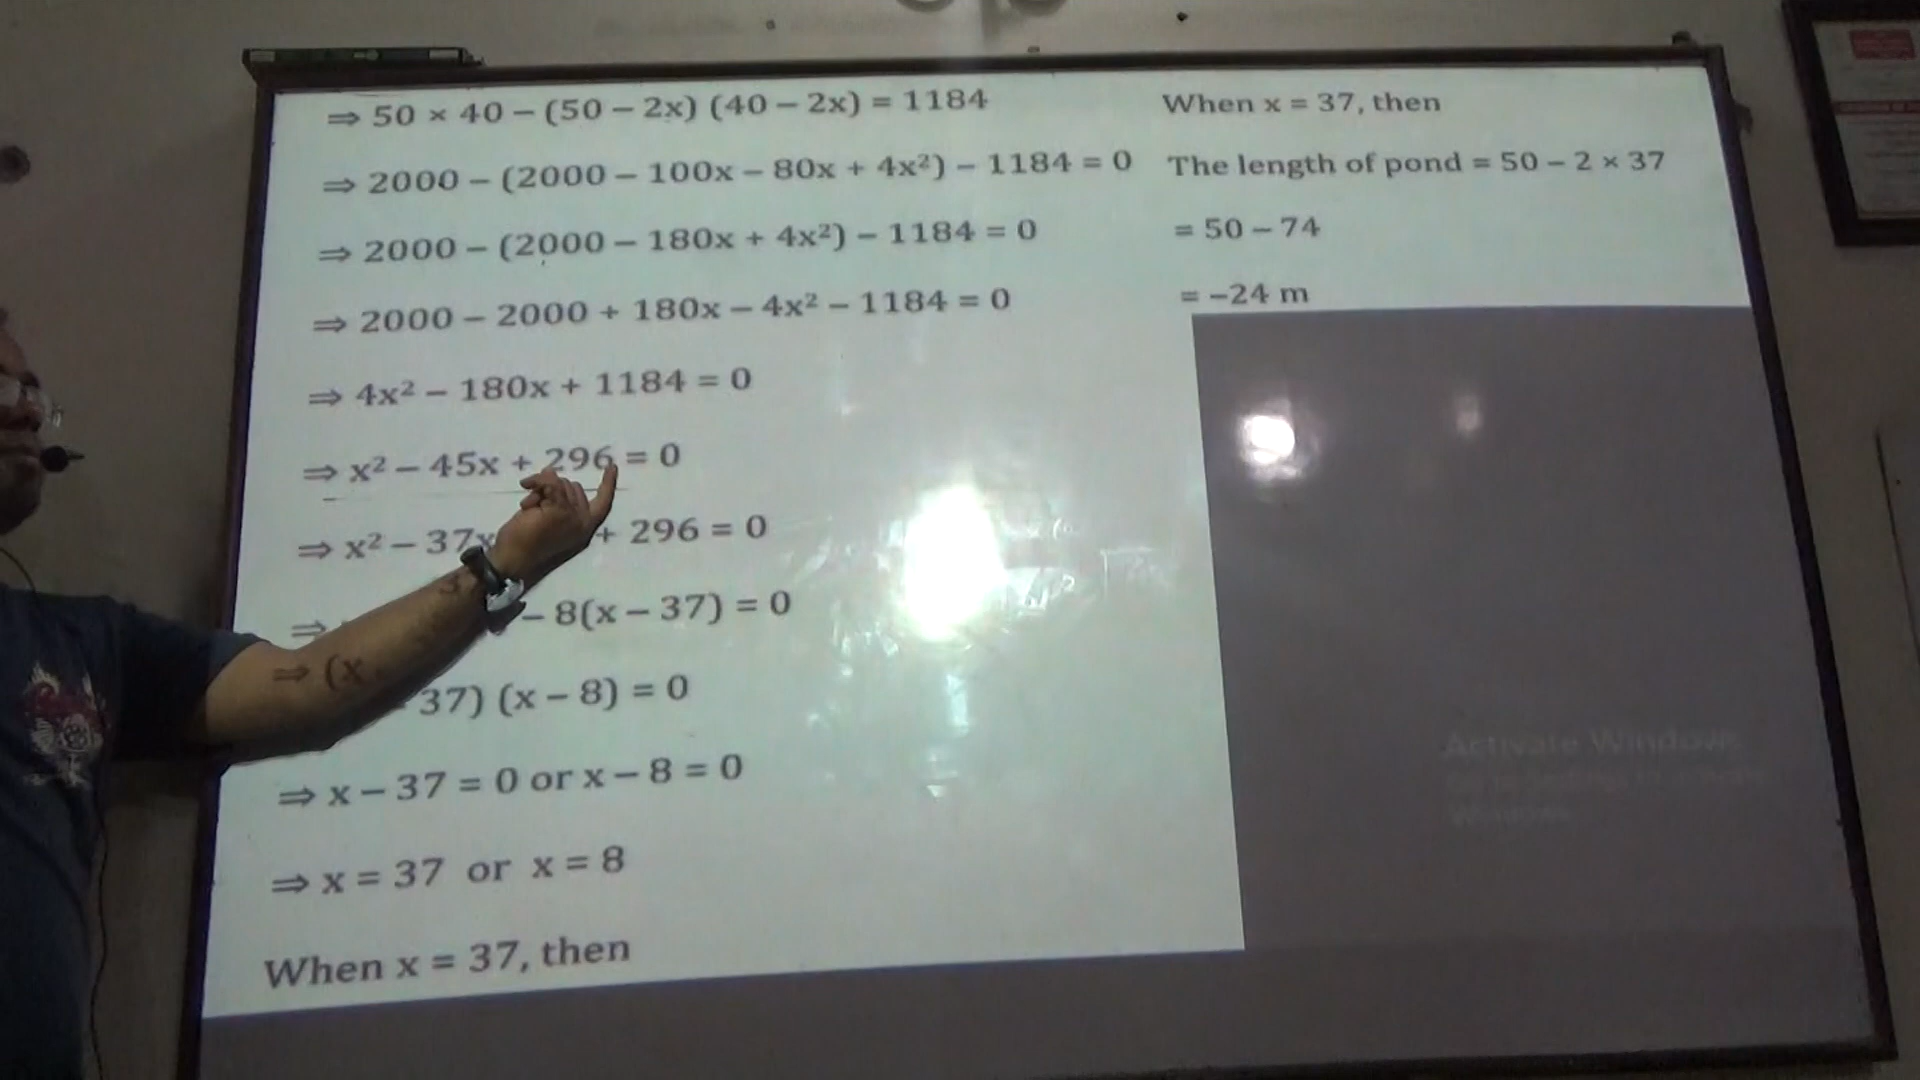 ⇒ 50 × 40 – (50 – 2x) (40 – 2x) = 1184
⇒ 2000 – (2000 – 100x – 80x + 4x²) – 1184 = 0
⇒ 2000 – (2000 – 180x + 4x²) – 1184 = 0
⇒ 2000 – 2000 + 180x – 4x² – 1184 = 0
⇒ 4x² – 180x + 1184 = 0
⇒ x² – 45x + 296 = 0
⇒ x² – 37x + 296 = 0
⇒ – 8(x – 37) = 0
⇒ (x – 37) (x – 8) = 0
⇒ x – 37 = 0 or x – 8 = 0
⇒ x = 37 or x = 8
When x = 37, then
When x = 37, then
The length of pond = 50 – 2 × 37
= 50 – 74
= –24 m
Activate Windows